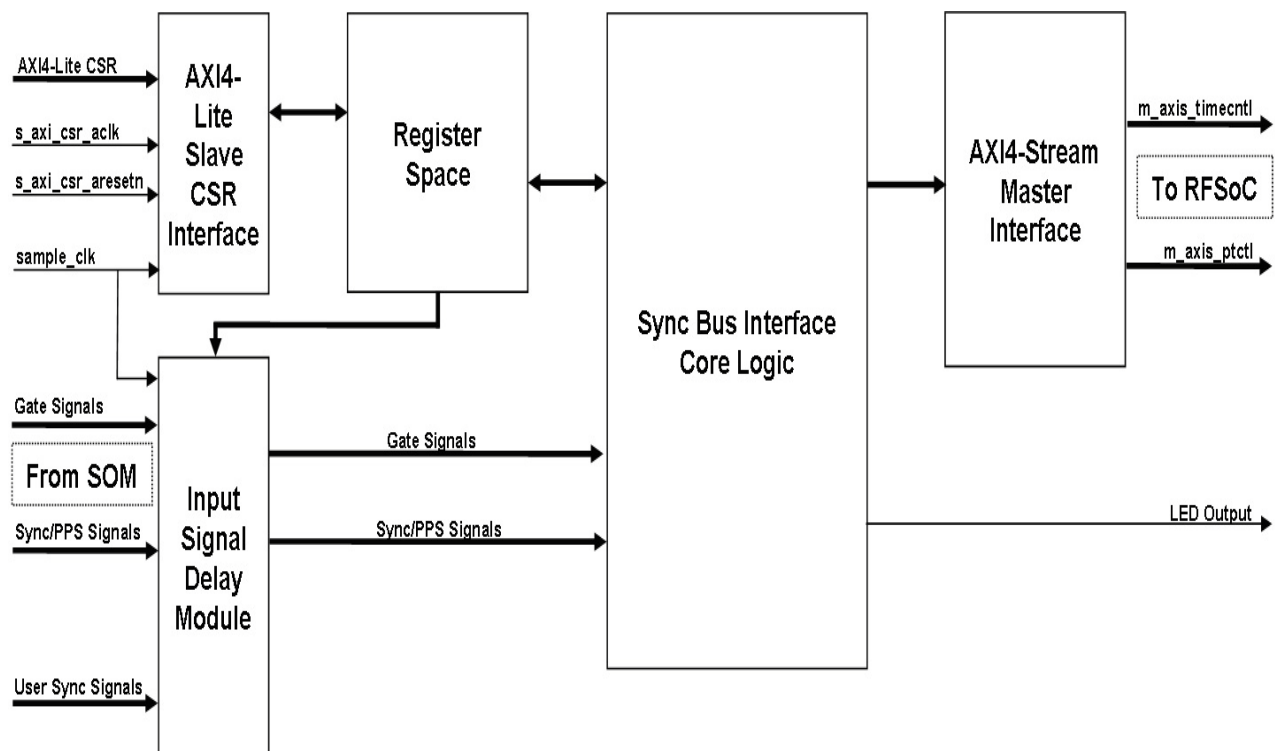 AXI4-Lite CSR
s_axi_csr_aclk
s_axi_csr_aresetn
sample_clk
AXI4-
Lite
Slave
CSR
Interface
Register
Space
Sync Bus Interface
Core Logic
AXI4-Stream
Master
Interface
m_axis_timecntl
To RFSoC
m_axis_ptctl
Gate Signals
From SOM
Sync/PPS Signals
User Sync Signals
Input
Signal
Delay
Module
Gate Signals
Sync/PPS Signals
LED Output